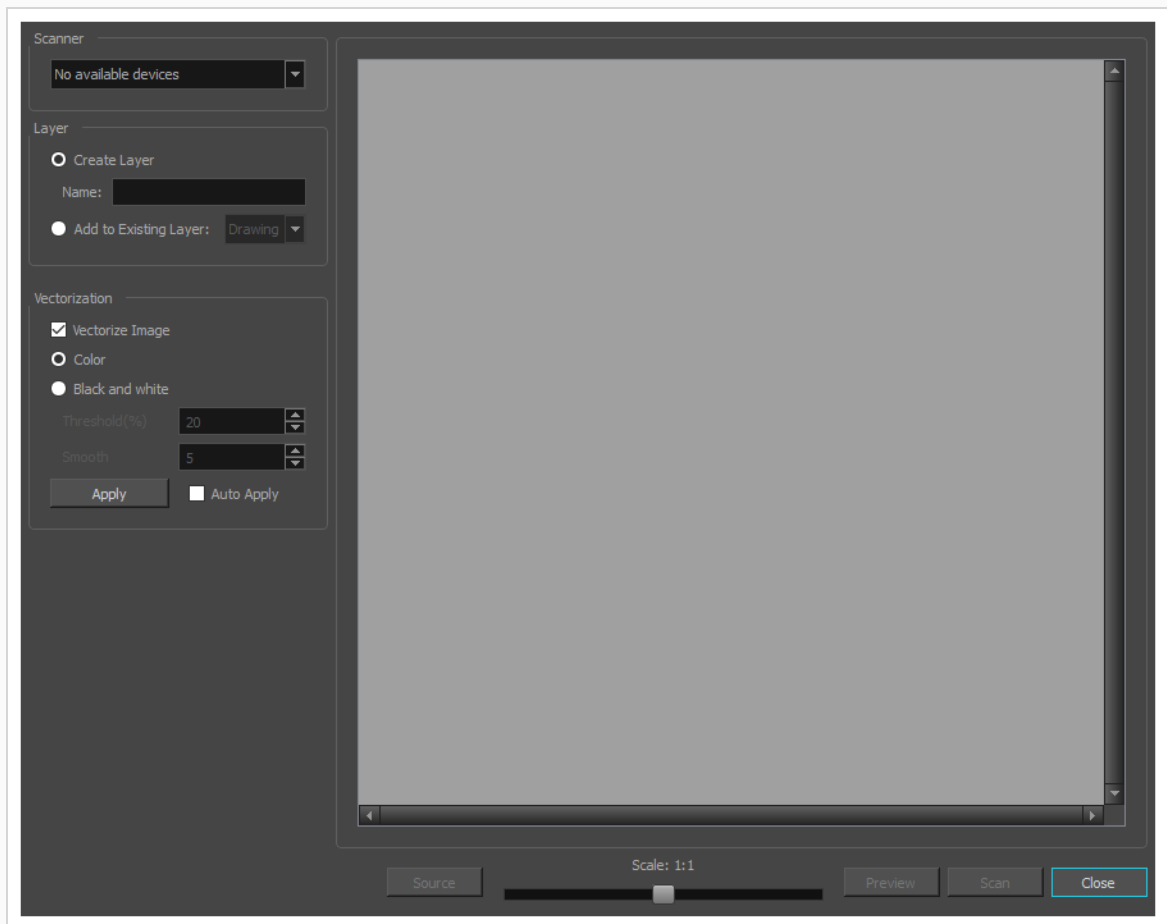 Scanner
No available devices
Layer
Create Layer
Name:
Add to Existing Layer: Drawing
Vectorization
Vectorize Image
Color
Black and white
Threshold(%) 20
Smooth 5
Apply Auto Apply
Scale: 1:1
Source Preview Scan Close